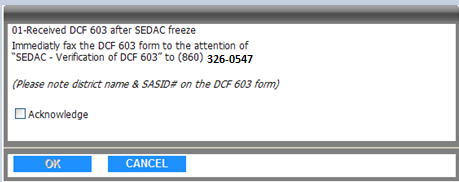 01-Received DCF 603 after SEDAC freeze
Immediatly fax the DCF 603 form to the attention of
"SEDAC - Verification of DCF 603" to (860) 326-0547
(Please note district name & SASID# on the DCF 603 form)
Acknowledge
OK CANCEL